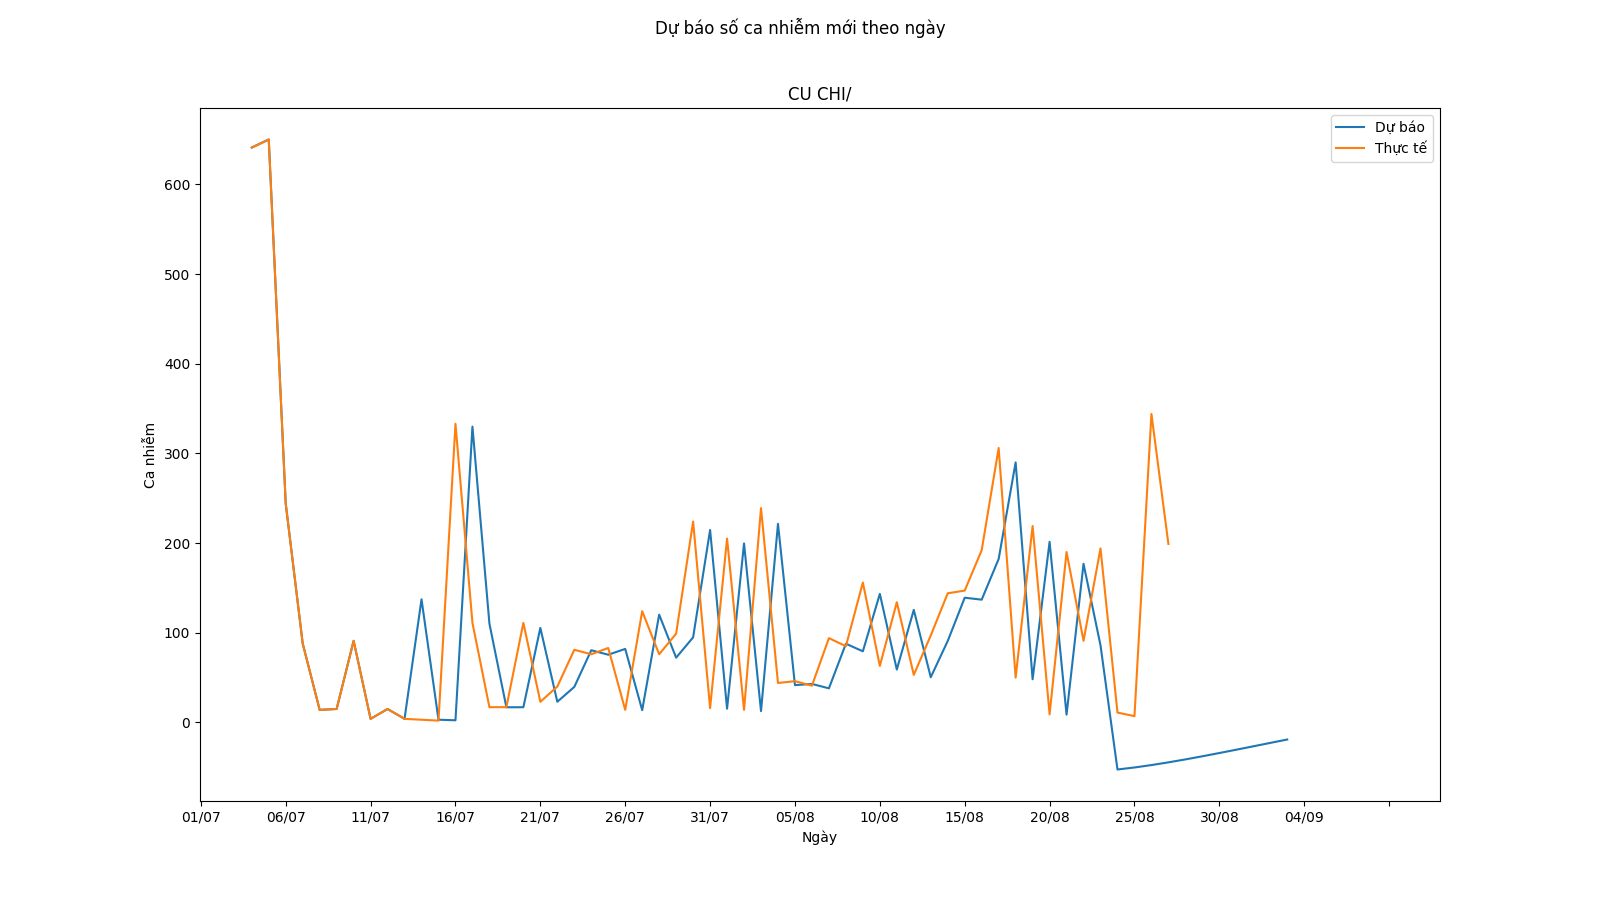 Dự báo số ca nhiễm mới theo ngày
CU CHI/
Dự báo
Thực tế
600
500
400
300
200
100
0
Ca nhiễm
01/07 06/07 11/07 16/07 21/07 26/07 31/07 05/08 10/08 15/08 20/08 25/08 30/08 04/09
Ngày